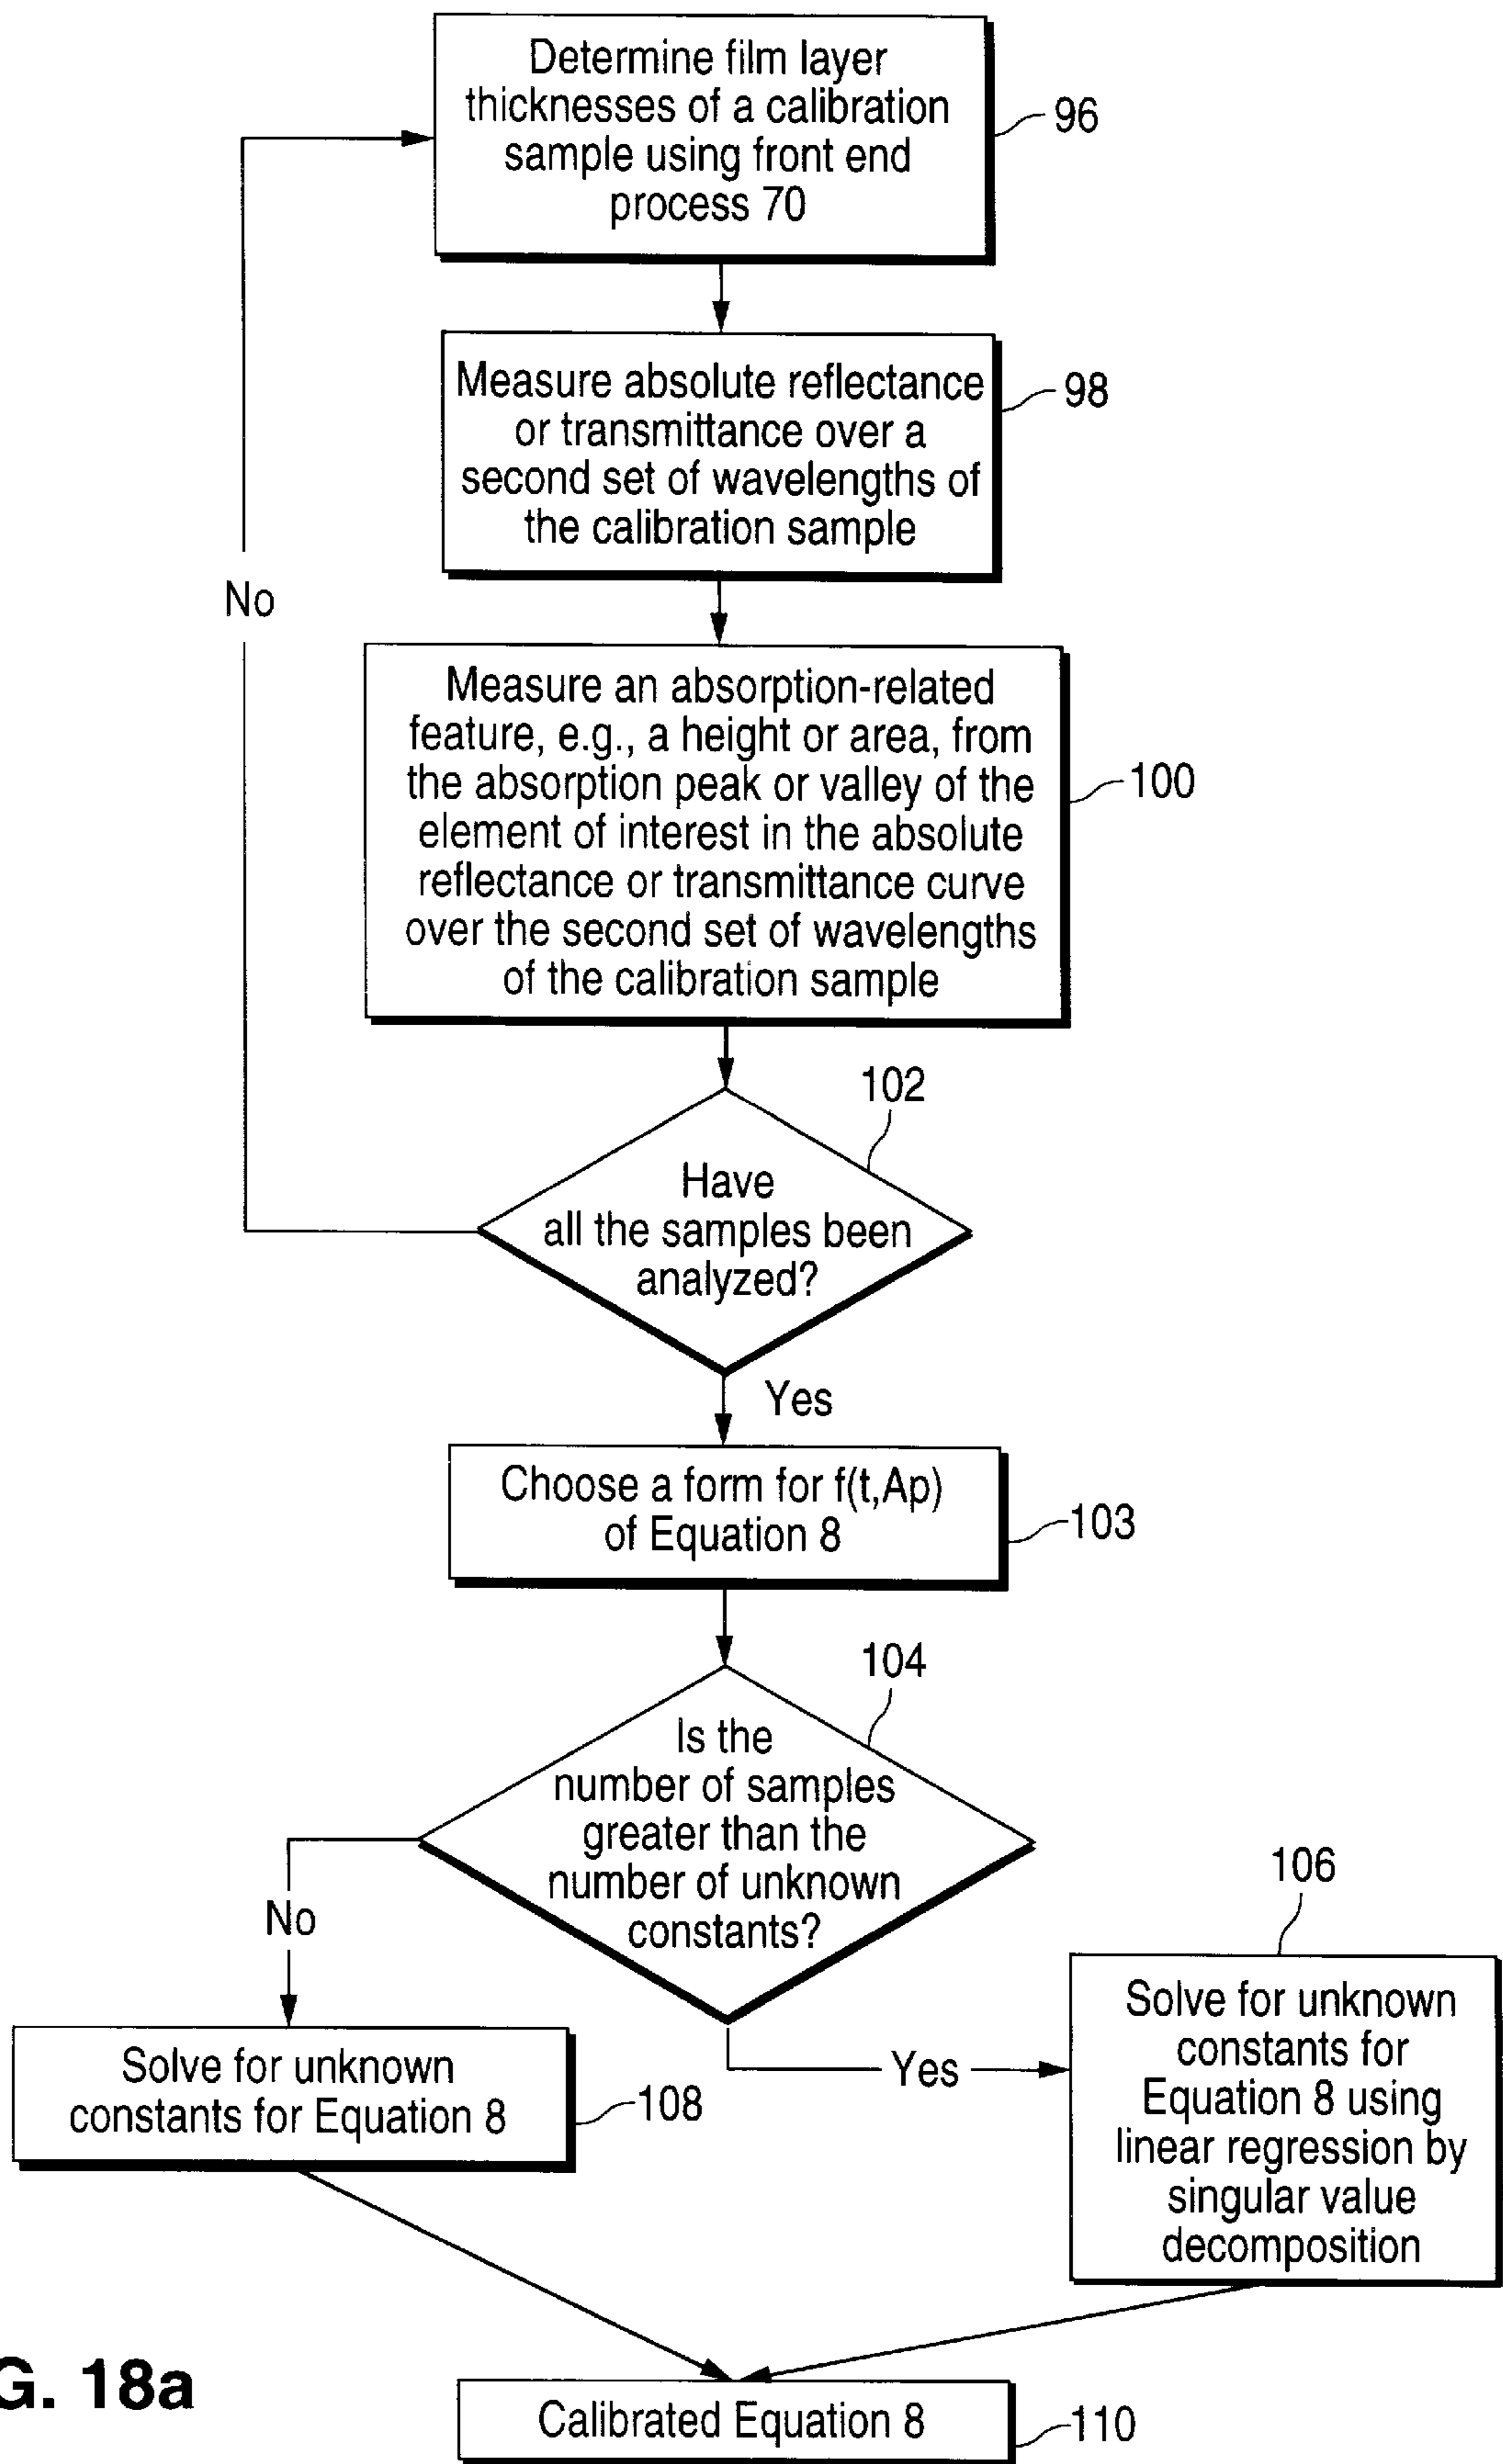 Determine film layer
thicknesses of a calibration
sample using front end
process 70
96
Measure absolute reflectance
or transmittance over a
second set of wavelengths of
the calibration sample
98
No
Measure an absorption-related
feature, e.g., a height or area, from
the absorption peak or valley of the
element of interest in the absolute
reflectance or transmittance curve
over the second set of wavelengths
of the calibration sample
100
102
Have
all the samples been
analyzed?
Yes
Choose a form for f(t,Ap)
of Equation 8
103
104
Is the
number of samples
greater than the
number of unknown
constants?
No
Yes
106
Solve for unknown
constants for
Equation 8 using
linear regression by
singular value
decomposition
Solve for unknown
constants for Equation 8
108
G. 18a
Calibrated Equation 8
110